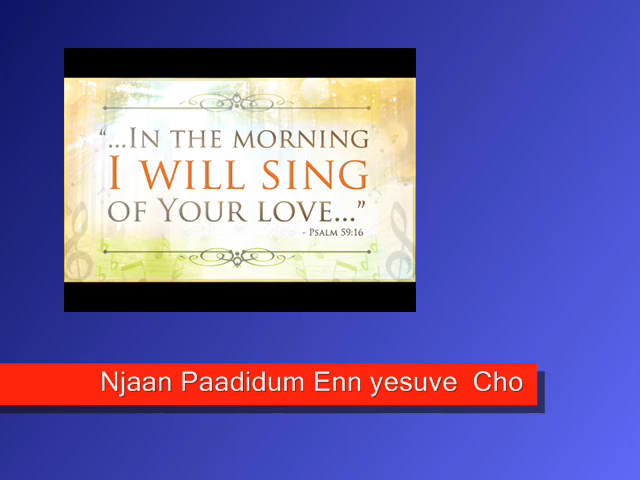 “...In the morning
I will sing
of Your love...”
- Psalm 59:16
Njaan Paadidum Enn yesuve  Cho